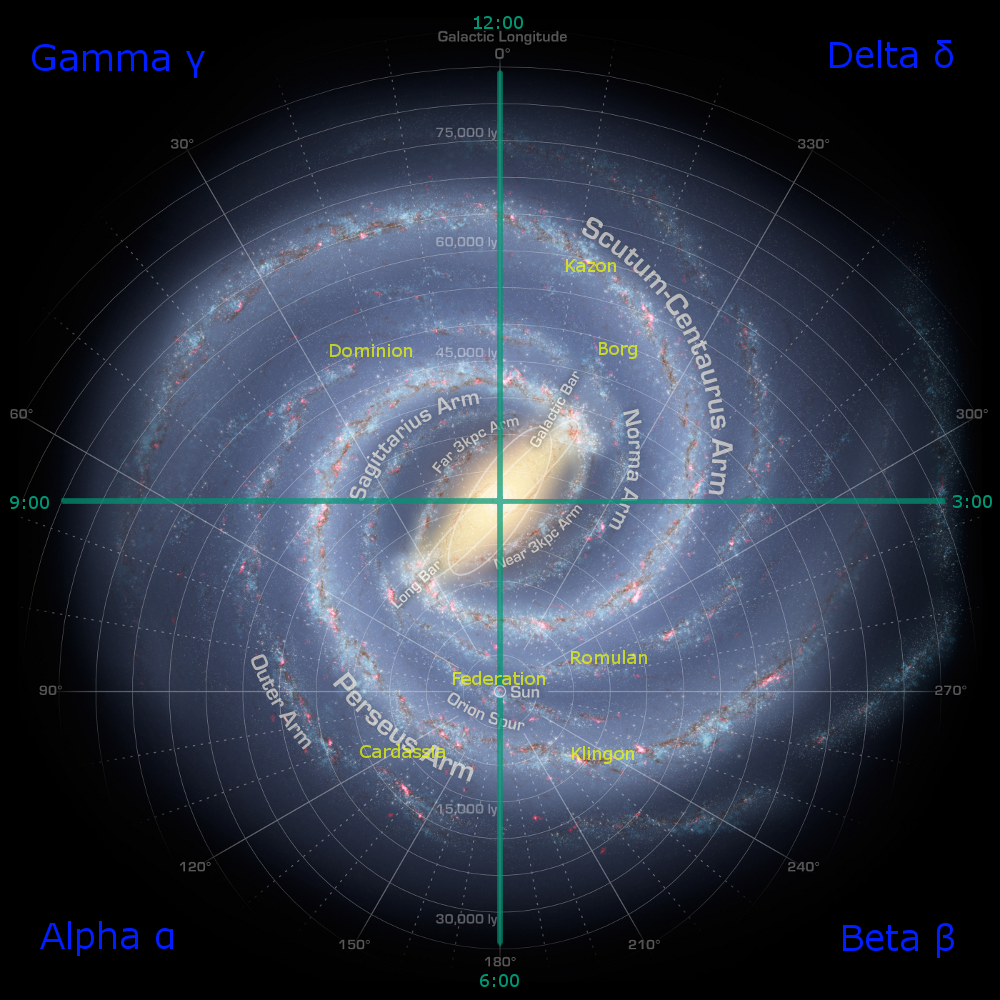 12:00
Galactic Longitude
0°
Gamma γ
Delta δ
75,000 ly
30°
330°
Scutum-Centaurus Arm
60,000 ly
Kazon
Dominion
45,000 ly
Borg
Galactic Bar
Sagittarius Arm
Far 3kpc Arm
Norma Arm
60°
300°
9:00
3:00
Near 3kpc Arm
Long Bar
Romulan
Federation
Sun
90°
270°
Orion Spur
Outer Arm
Perseus Arm
Cardassia
Klingon
15,000 ly
120°
240°
30,000 ly
Alpha α
Beta β
150°
210°
180°
6:00